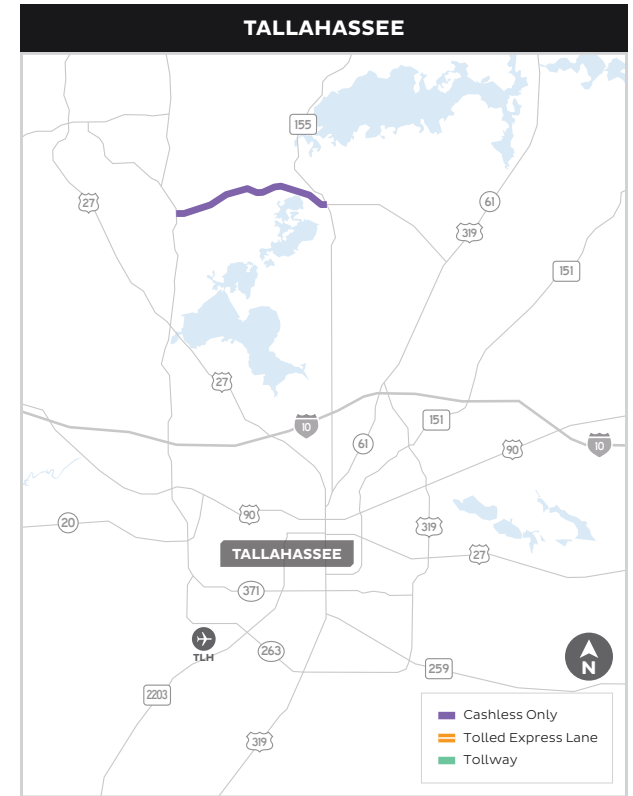 TALLAHASSEE
155
27
61
319
151
27
10
151
61
90
10
90
20
319
27
TALLAHASSEE
371
TLH
263
259
2203
319
N
Cashless Only
Tolled Express Lane
Tollway